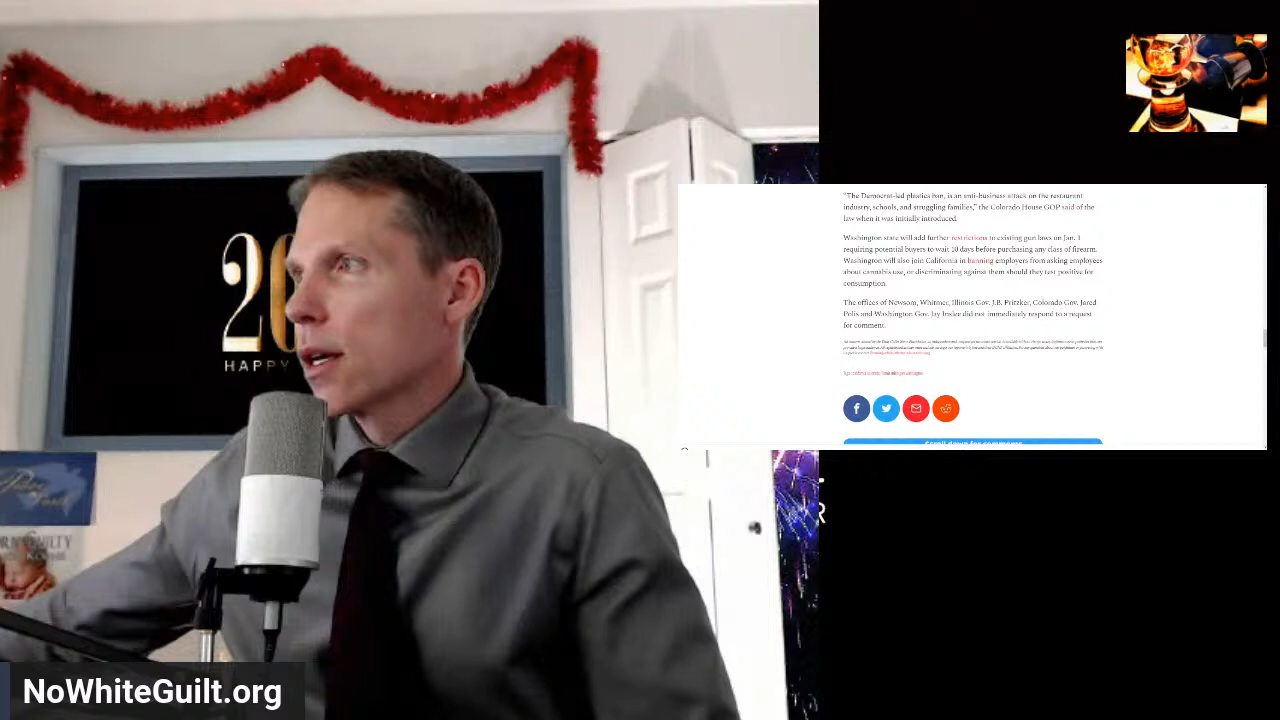 20
HAPPY
"The Democrat-led plastics ban, is an anti-business attack on the restaurant
industry, schools, and struggling families," the Colorado House GOP said of the
law when it was initially introduced.
Washington state will add further restrictions to existing gun laws on Jan. 1
requiring potential buyers to wait 10 days before purchasing any class of firearm.
Washington will also join California in banning employers from asking employees
about cannabis use, or discriminating against them should they test positive for
consumption.
The offices of Newsom, Whitmer, Illinois Gov. J.B. Pritzker, Colorado Gov. Jared
Polis and Washington Gov. Jay Inslee did not immediately respond to a request
for comment.
Scroll down for comments
NoWhiteGuilt.org